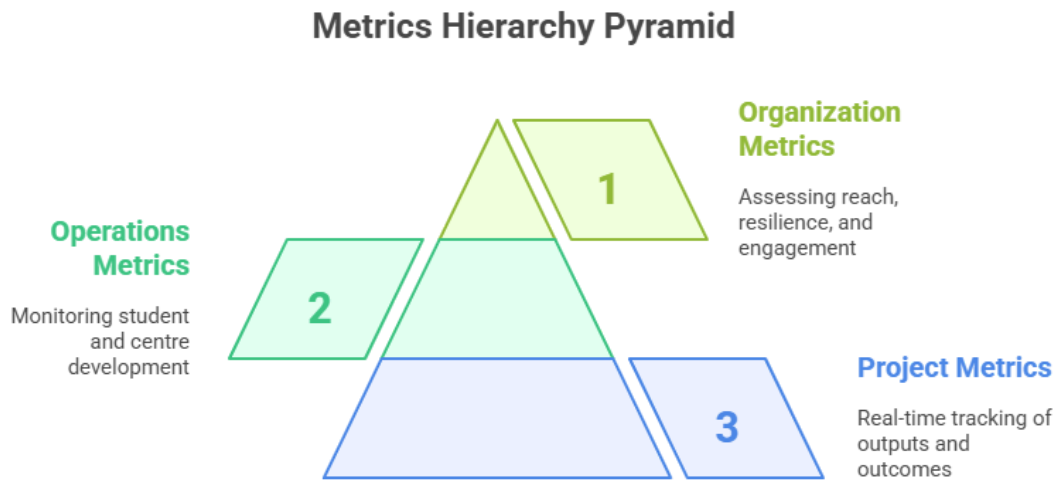 Metrics Hierarchy Pyramid
1
Organization
Metrics
Assessing reach,
resilience, and
engagement
Operations
Metrics
Monitoring student
and centre
development
2
3
Project Metrics
Real-time tracking of
outputs and
outcomes